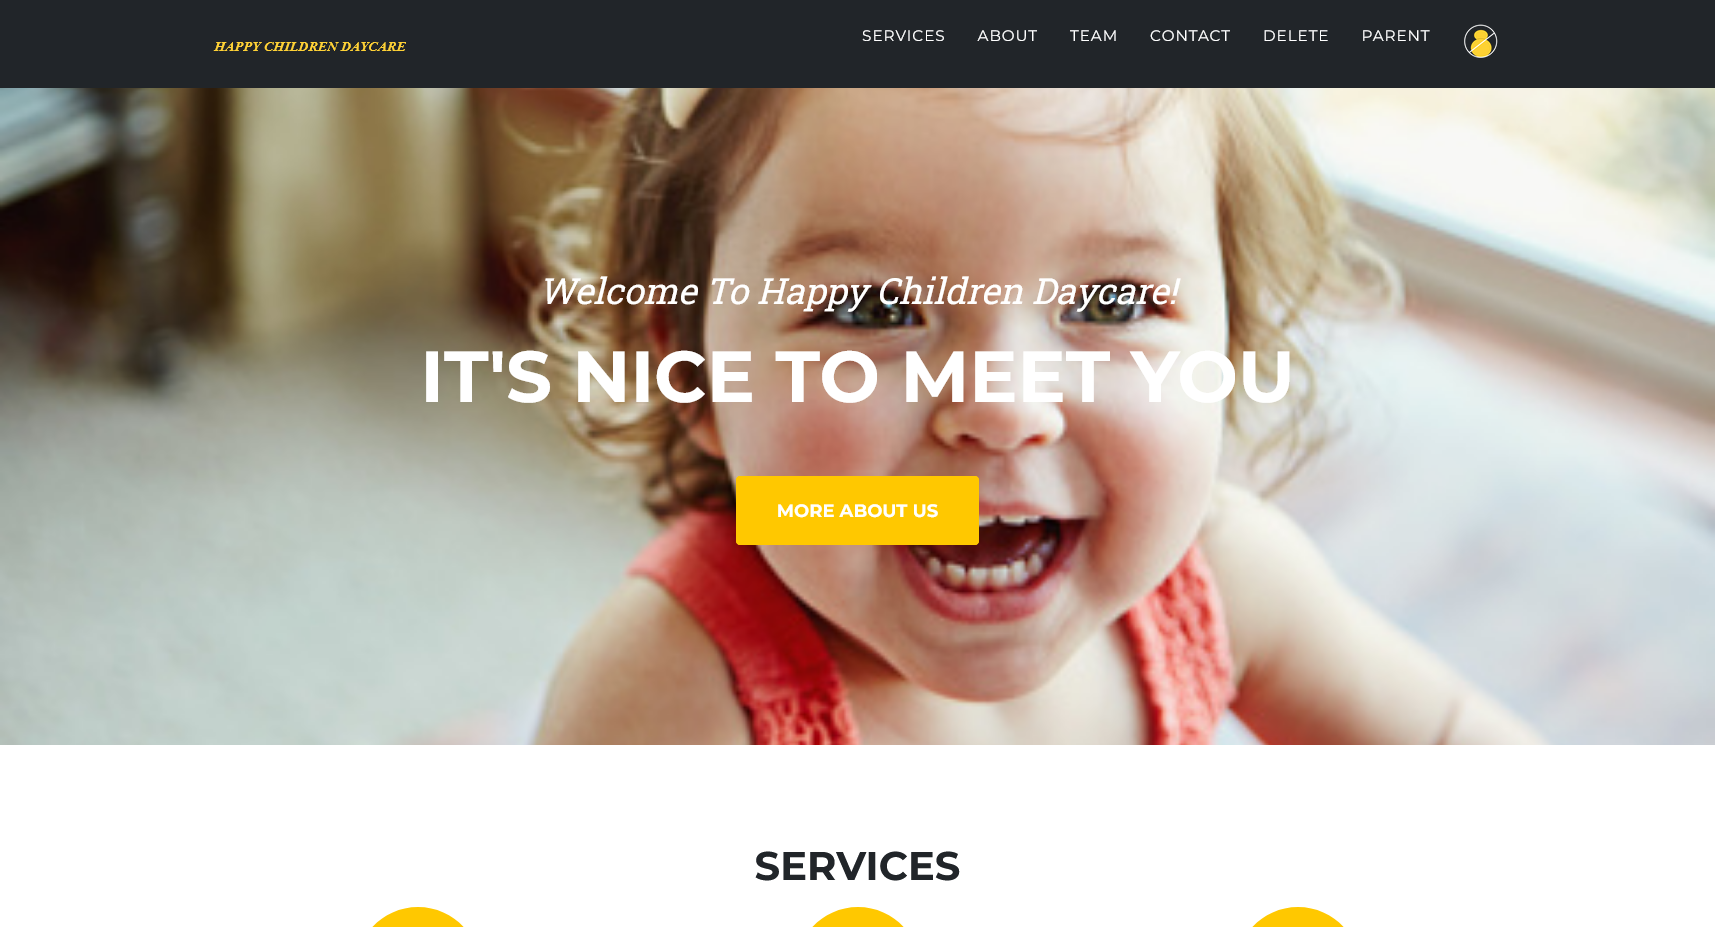 HAPPY CHILDREN DAYCARE
SERVICES ABOUT TEAM CONTACT DELETE PARENT
Welcome To Happy Children Daycare!
IT'S NICE TO MEET YOU
MORE ABOUT US
SERVICES